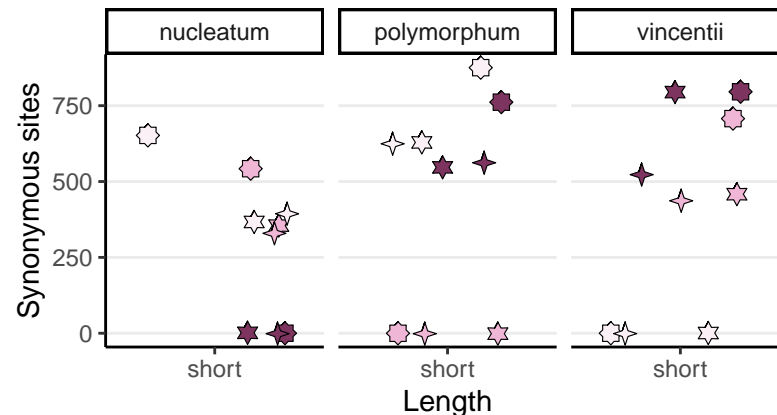 nucleatum polymorphum vincentii
Synonymous sites
750
500
250
0
short short short
Length